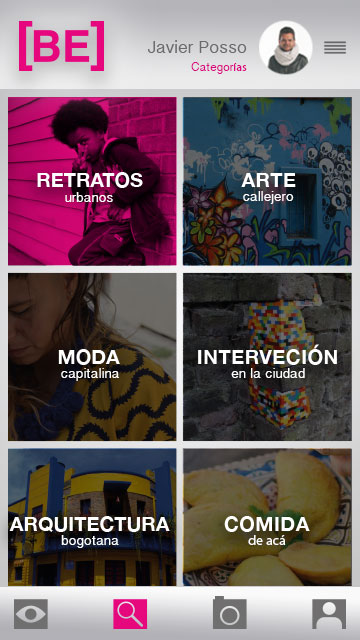 [BE]
Javier Posso
Categorías
RETRATOS
urbanos
ARTE
callejero
MODA
capitalina
INTERVECIÓN
en la ciudad
ARQUITECTURA
bogotana
COMIDA
de acá